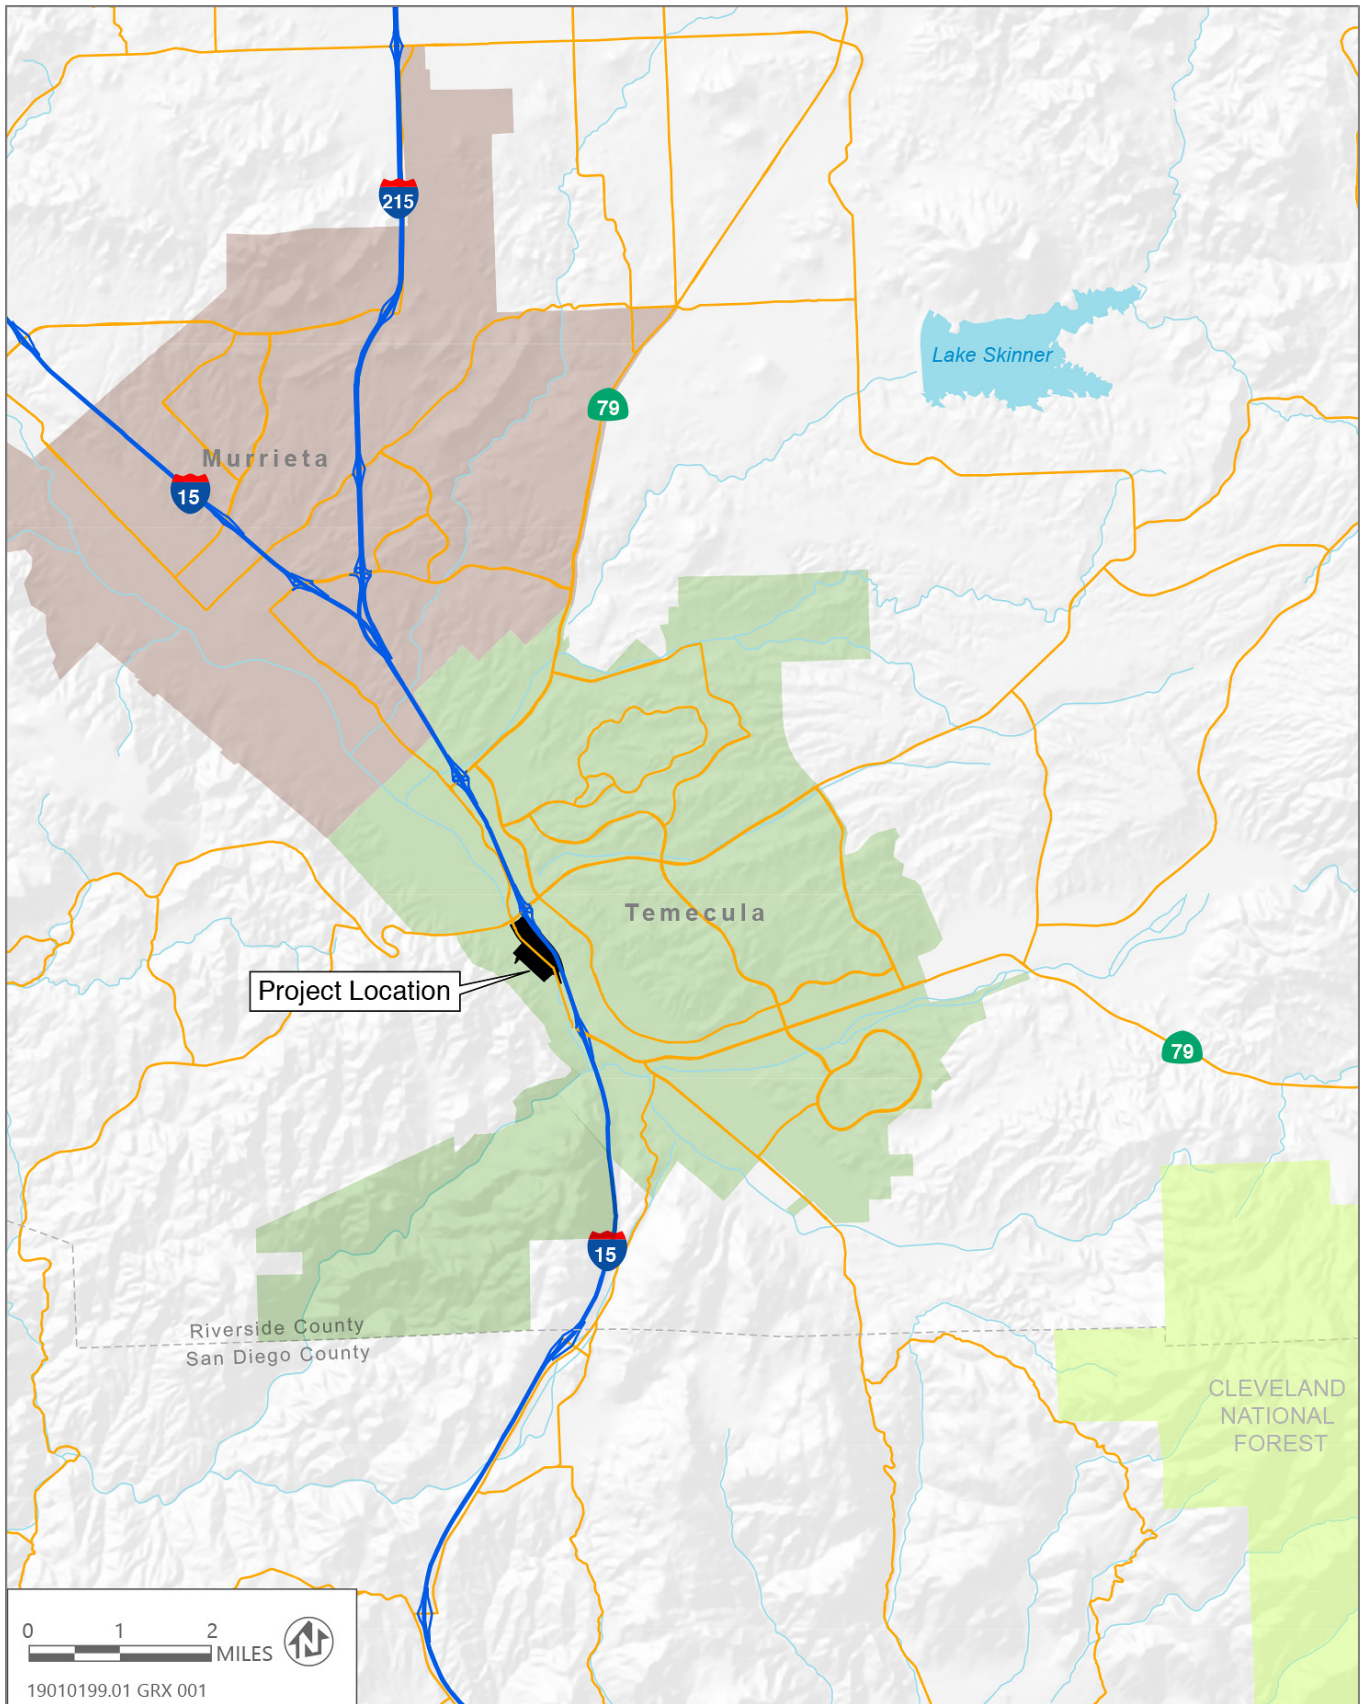 215
Lake Skinner
79
Murrieta
15
Temecula
Project Location
79
15
Riverside County
San Diego County
CLEVELAND
NATIONAL
FOREST
0 1 2
MILES
N
19010199.01 GRX 001